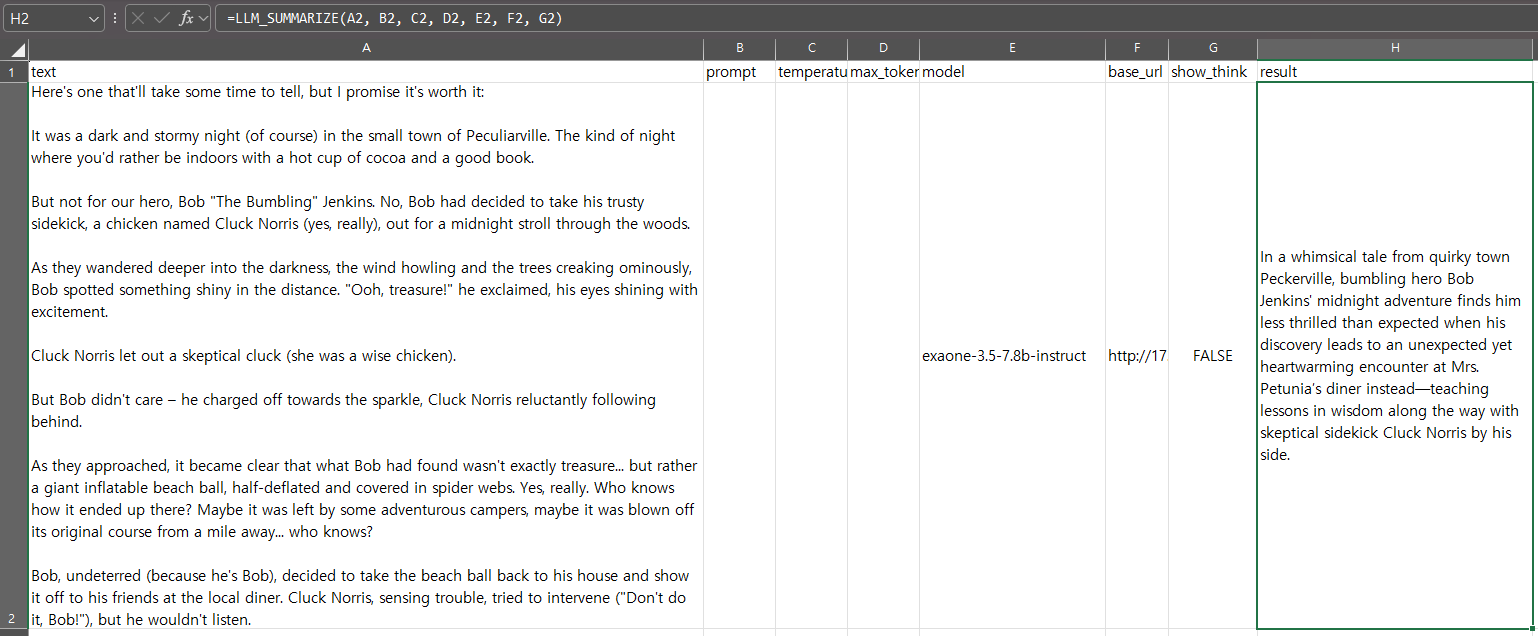 H2
fx
=LLM_SUMMARIZE(A2, B2, C2, D2, E2, F2, G2)
A B C D E F G H
1 text prompt temperatu max_toker model base_url show_think result
2
Here's one that'll take some time to tell, but I promise it's worth it:
It was a dark and stormy night (of course) in the small town of Peculiarville. The kind of night
where you'd rather be indoors with a hot cup of cocoa and a good book.
But not for our hero, Bob "The Bumbling" Jenkins. No, Bob had decided to take his trusty
sidekick, a chicken named Cluck Norris (yes, really), out for a midnight stroll through the woods.
As they wandered deeper into the darkness, the wind howling and the trees creaking ominously,
Bob spotted something shiny in the distance. "Ooh, treasure!" he exclaimed, his eyes shining with
excitement.
Cluck Norris let out a skeptical cluck (she was a wise chicken).
But Bob didn't care – he charged off towards the sparkle, Cluck Norris reluctantly following
behind.
As they approached, it became clear that what Bob had found wasn't exactly treasure... but rather
a giant inflatable beach ball, half-deflated and covered in spider webs. Yes, really. Who knows
how it ended up there? Maybe it was left by some adventurous campers, maybe it was blown off
its original course from a mile away... who knows?
Bob, undeterred (because he's Bob), decided to take the beach ball back to his house and show
it off to his friends at the local diner. Cluck Norris, sensing trouble, tried to intervene ("Don't do
it, Bob!"), but he wouldn't listen.
exaone-3.5-7.8b-instruct
http://17
FALSE
In a whimsical tale from quirky town
Peckerville, bumbling hero Bob
Jenkins' midnight adventure finds him
less thrilled than expected when his
discovery leads to an unexpected yet
heartwarming encounter at Mrs.
Petunia's diner instead—teaching
lessons in wisdom along the way with
skeptical sidekick Cluck Norris by his
side.